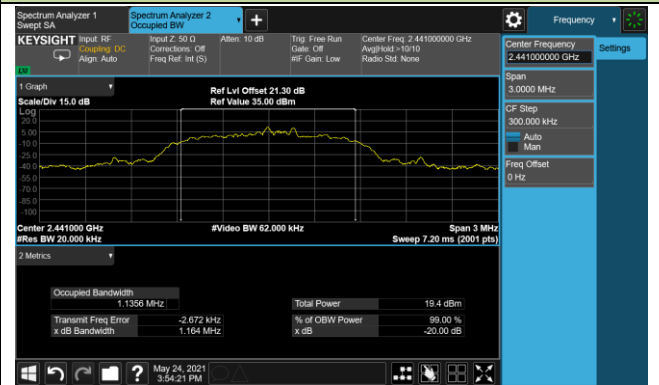 Spectrum Analyzer 1
Swept SA
Spectrum Analyzer 2
Occupied BW
Frequency
KEYSIGHT
Input: RF
Coupling: DC
Align: Auto
Input Z: 50 Ω
Corrections: Off
Freq Ref: Int (S)
Atten: 10 dB
Trig: Free Run
Gate: Off
#IF Gain: Low
Center Freq: 2.441000000 GHz
Avg|Hold:>10/10
Radio Std: None
LXI
Center Frequency
2.441000000 GHz
Settings
Span
3.0000 MHz
CF Step
300.000 kHz
Auto
Man
Freq Offset
0 Hz
1 Graph
Scale/Div 15.0 dB
Ref Lvl Offset 21.30 dB
Ref Value 35.00 dBm
Log
20.0
5.00
-10.0
-25.0
-40.0
-55.0
-70.0
-85.0
-100
Center 2.441000 GHz
#Video BW 62.000 kHz
Span 3 MHz
#Res BW 20.000 kHz
Sweep 7.20 ms (2001 pts)
2 Metrics
Occupied Bandwidth
1.1356 MHz
Total Power 19.4 dBm
Transmit Freq Error -2.672 kHz
% of OBW Power 99.00 %
x dB Bandwidth 1.164 MHz
x dB -20.00 dB
?
May 24, 2021
3:54:21 PM